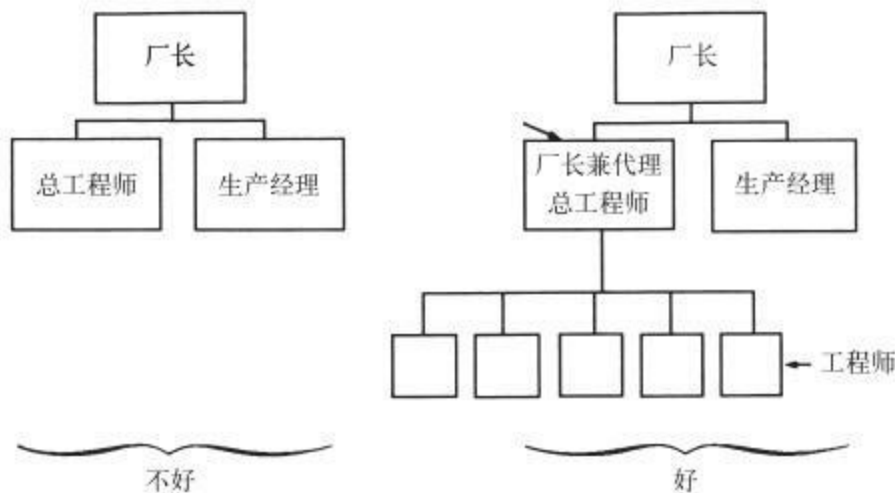 厂长
总工程师
生产经理
不好
厂长
厂长兼代理
总工程师
生产经理
工程师
好